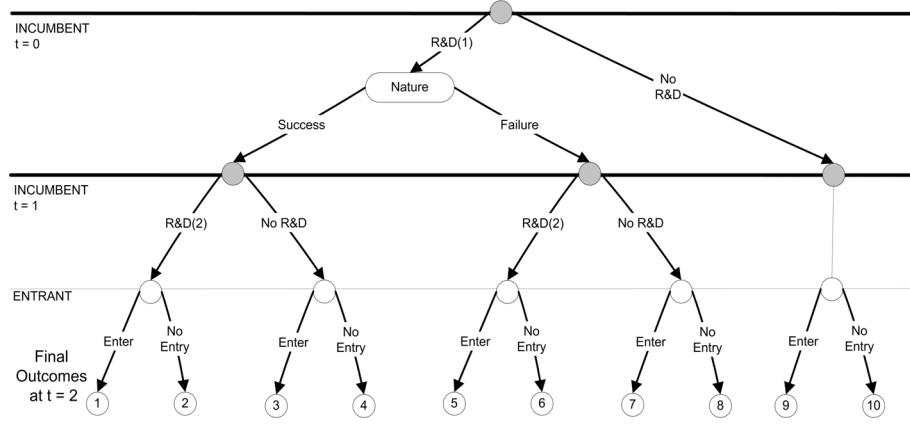 INCUMBENT
t = 0
R&D(1)
No
R&D
Nature
Success
Failure
INCUMBENT
t = 1
R&D(2)
No R&D
R&D(2)
No R&D
ENTRANT
Enter
No
Entry
Enter
No
Entry
Enter
No
Entry
Enter
No
Entry
Enter
No
Entry
Final
Outcomes
at t = 2
1
2
3
4
5
6
7
8
9
10